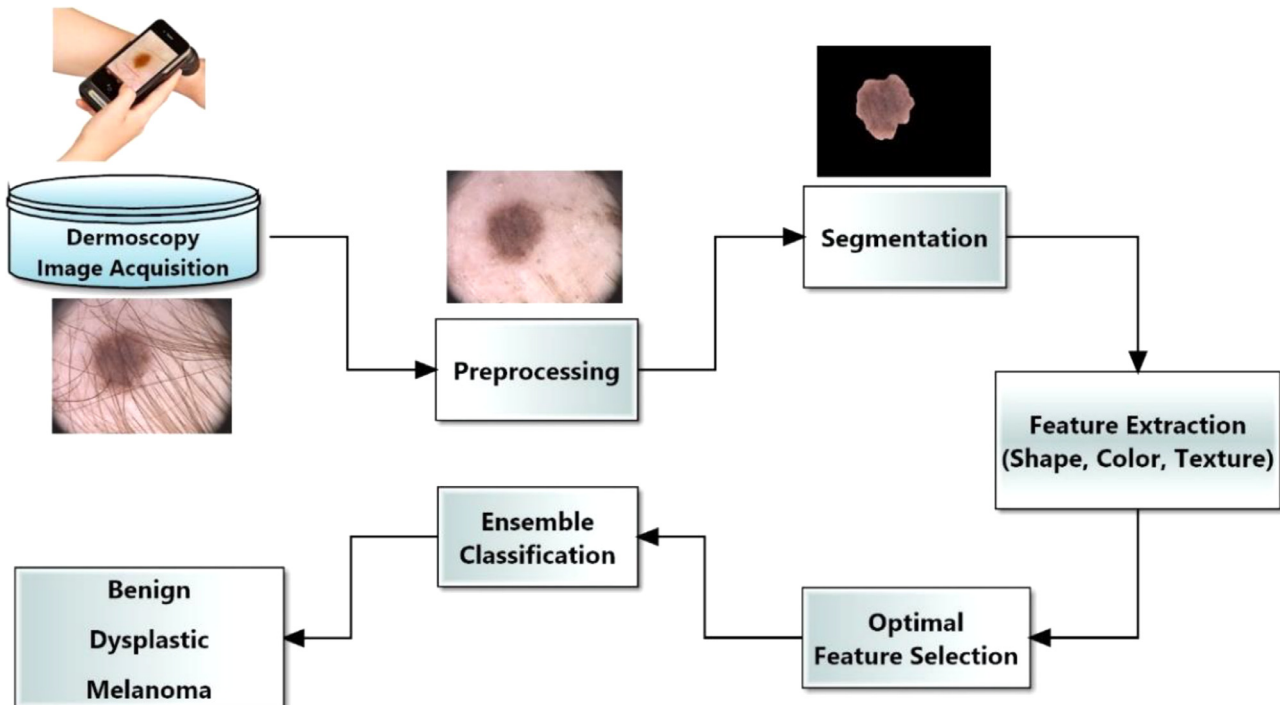 Dermoscopy
Image Acquisition
Preprocessing
Segmentation
Feature Extraction
(Shape, Color, Texture)
Optimal
Feature Selection
Ensemble
Classification
Benign
Dysplastic
Melanoma